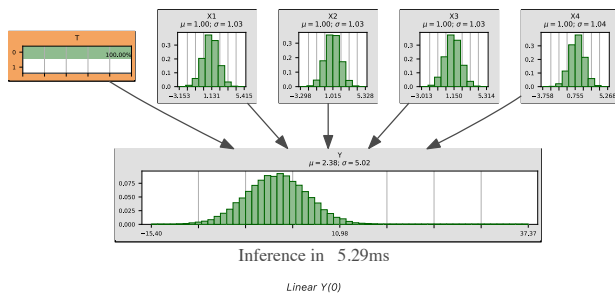 T
0
100.00%
1
X1
μ = 1.00; σ = 1.03
0.3
0.2
0.1
0.0
−3.153 1.131 5.415
X2
μ = 1.00; σ = 1.03
0.3
0.2
0.1
0.0
−3.298 1.015 5.328
X3
μ = 1.00; σ = 1.03
0.3
0.2
0.1
0.0
−3.013 1.150 5.314
X4
μ = 1.00; σ = 1.04
0.3
0.2
0.1
0.0
−3.758 0.755 5.268
Y
μ = 2.38; σ = 5.02
0.075
0.050
0.025
0.000
−15.40 10.98 37.37
Inference in 5.29ms
Linear Y(0)